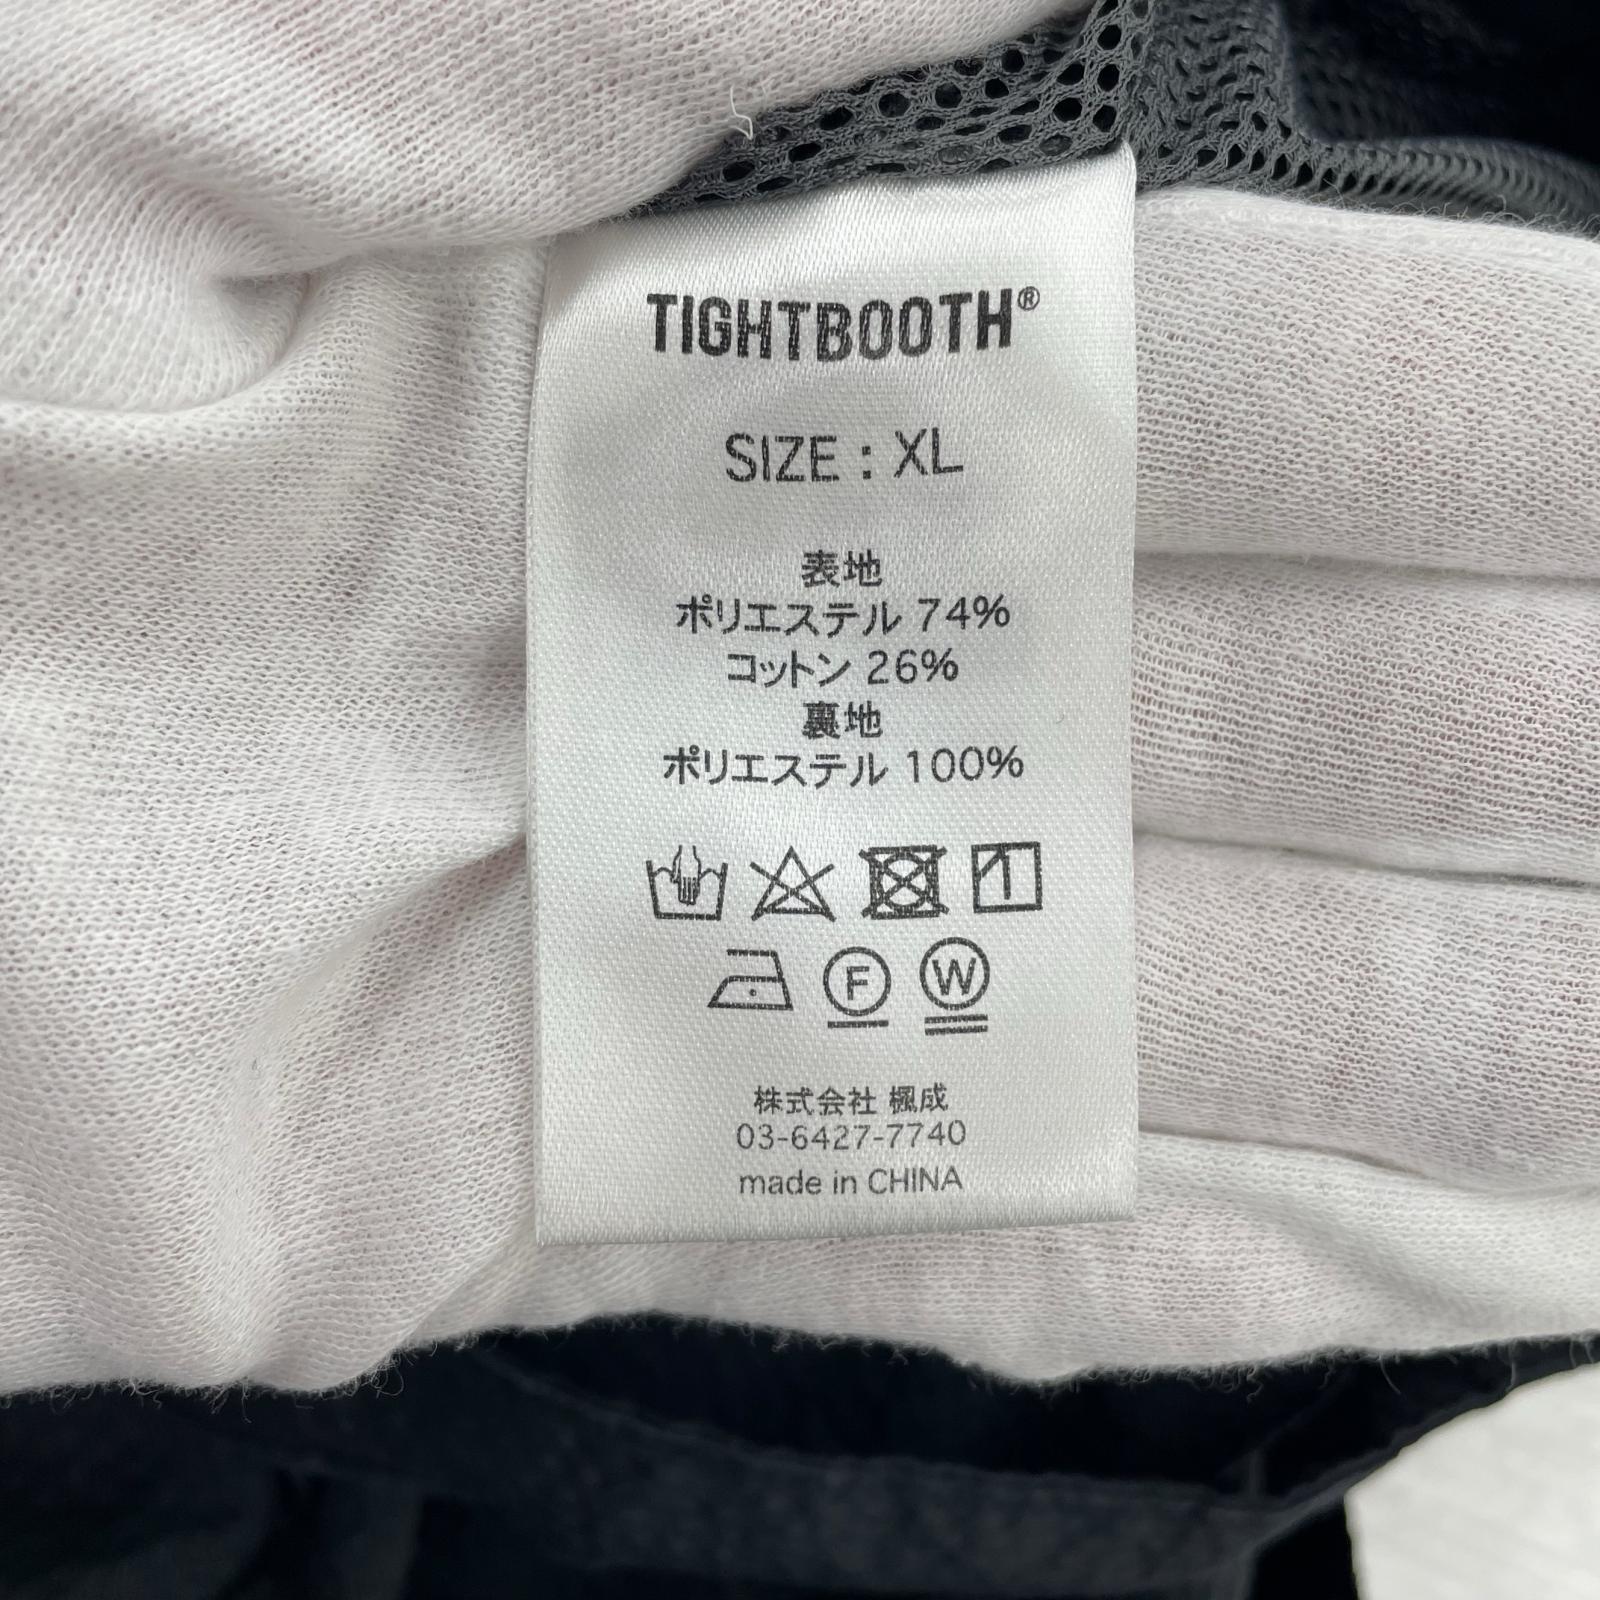 TIGHTBOOTH®
SIZE : XL
表地
ポリエステル 74%
コットン 26%
裏地
ポリエステル 100%
F W
株式会社 楓成
03-6427-7740
made in CHINA